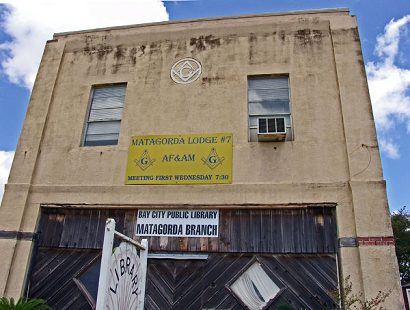 G
MATAGORDA LODGE #7
G
AF&AM
G
MEETING FIRST WEDNESDAY 7:30
BAY CITY PUBLIC LIBRARY
MATAGORDA BRANCH
LIBRARY